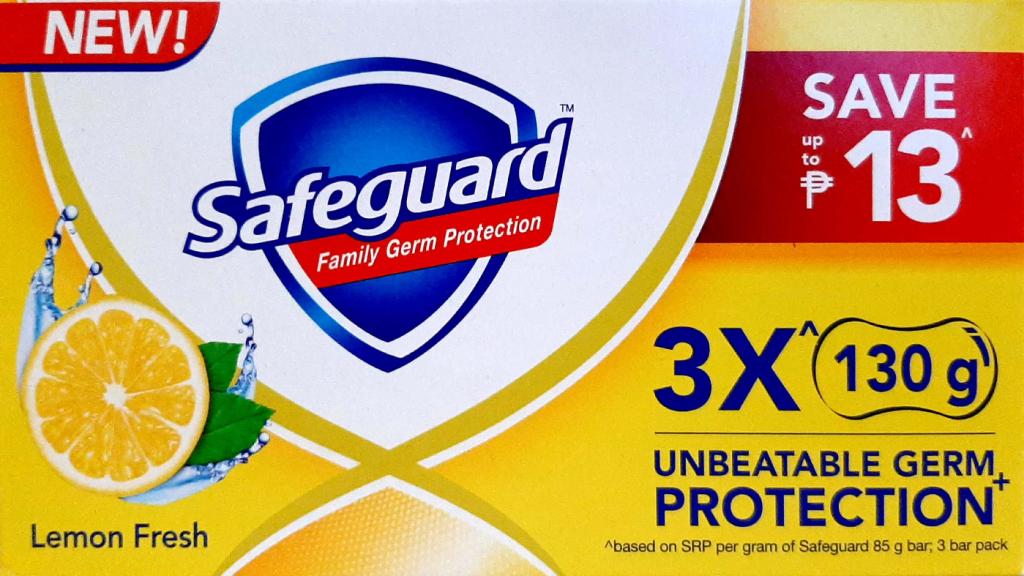 NEW!
Safeguard™
Family Germ Protection
SAVE
up
to
₱ 13^
3X^ 130 g
UNBEATABLE GERM
PROTECTION+
Lemon Fresh
^based on SRP per gram of Safeguard 85 g bar; 3 bar pack